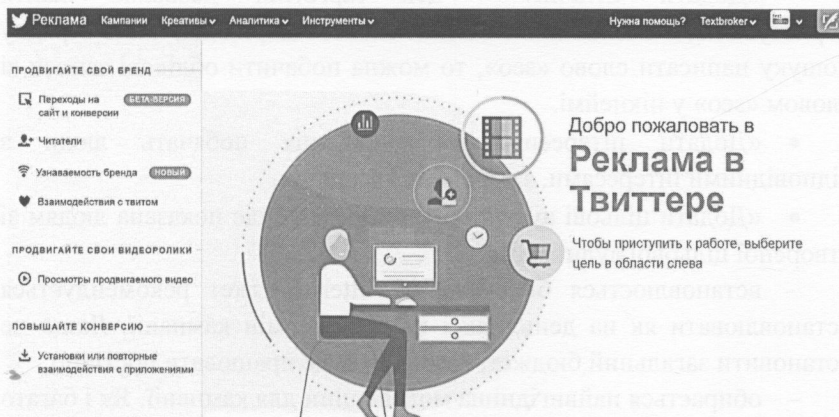 Реклама Кампании Креативы Аналитика Инструменты Нужна помощь? Textbroker
ПРОДВИГАЙТЕ СВОЙ БРЕНД
Переходы на сайт и конверсии БЕТА-ВЕРСИЯ
Читатели
Узнаваемость бренда НОВЫЙ
Взаимодействия с твитом
ПРОДВИГАЙТЕ СВОИ ВИДЕОРОЛИКИ
Просмотры продвигаемого видео
ПОВЫШАЙТЕ КОНВЕРСИЮ
Установки или повторные
взаимодействия с приложениями
Добро пожаловать в
Реклама в
Твиттере
Чтобы приступить к работе, выберите
цель в области слева